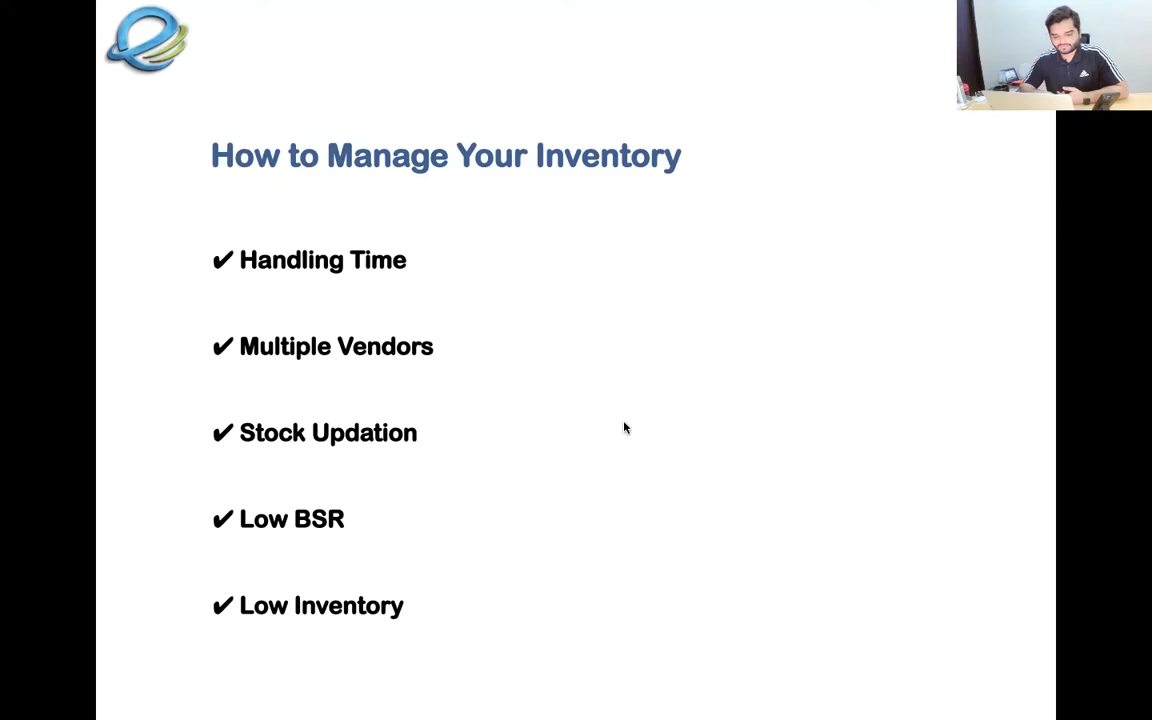 How to Manage Your Inventory
✔ Handling Time
✔ Multiple Vendors
✔ Stock Updation
✔ Low BSR
✔ Low Inventory